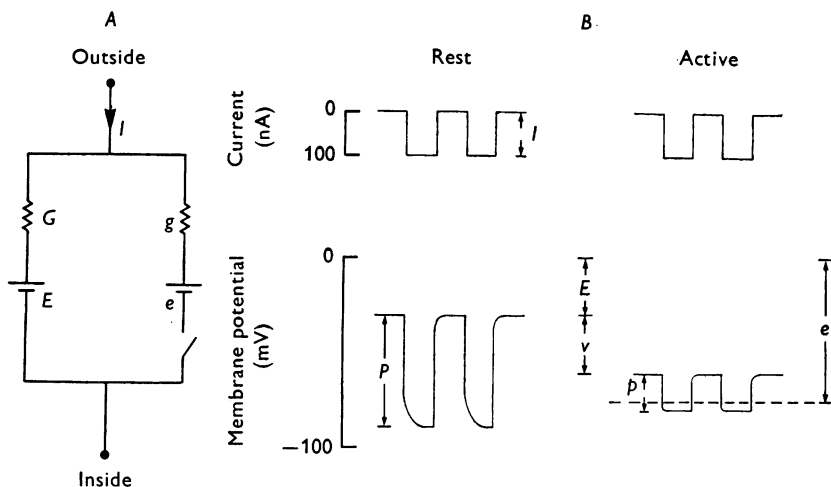 A
Outside
I
G
g
E
e
Inside
B
Rest
Active
Current
(nA)
0
100
I
Membrane potential
(mV)
0
−100
P
E
v
p
e